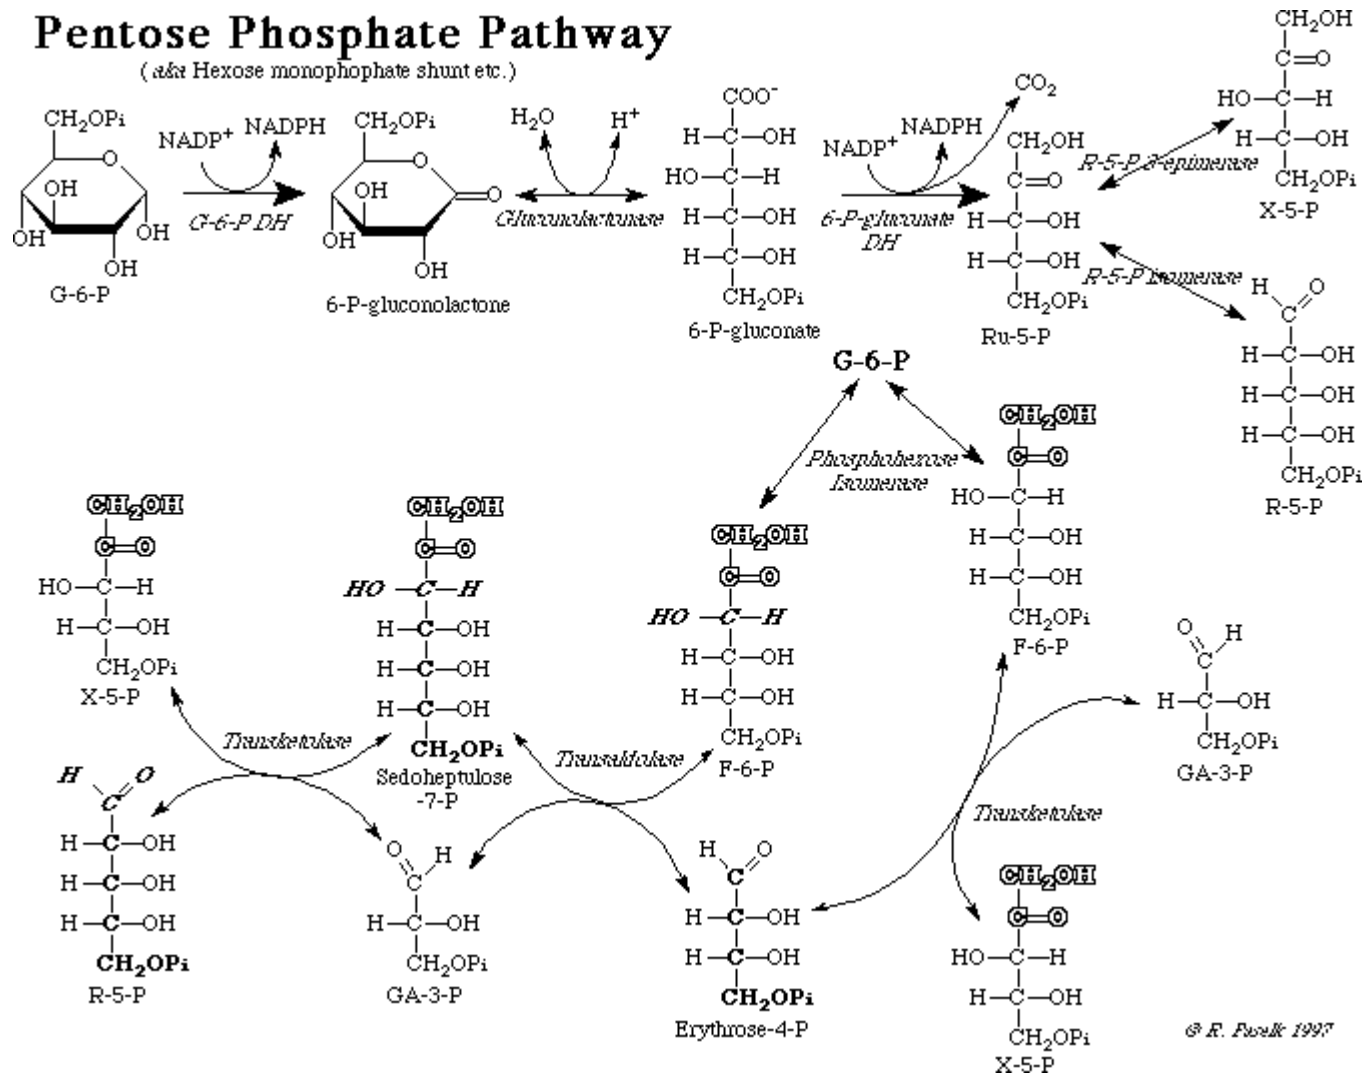 Pentose Phosphate Pathway
( aka Hexose monophophate shunt etc.)
CH₂OPi
O
OH
OH
OH
OH
G-6-P
NADP⁺
NADPH
G-6-P DH
CH₂OPi
O
O
OH
OH
OH
6-P-gluconolactone
H₂O
H⁺
Gluconolactonase
COO⁻
H–C–OH
HO–C–H
H–C–OH
H–C–OH
CH₂OPi
6-P-gluconate
NADP⁺
NADPH
CO₂
6-P-gluconate
DH
CH₂OH
C=O
H–C–OH
H–C–OH
CH₂OPi
Ru-5-P
R-5-P 3-epimerase
CH₂OH
C=O
HO–C–H
H–C–OH
CH₂OPi
X-5-P
R-5-P isomerase
H O
C
H–C–OH
H–C–OH
H–C–OH
CH₂OPi
R-5-P
G-6-P
Phosphohexose
Isomerase
CH₂OH
C=O
HO–C–H
H–C–OH
H–C–OH
CH₂OPi
F-6-P
CH₂OH
C=O
HO–C–H
H–C–OH
CH₂OPi
X-5-P
CH₂OH
C=O
HO–C–H
H–C–OH
H–C–OH
H–C–OH
CH₂OPi
Sedoheptulose
-7-P
CH₂OH
C=O
HO–C–H
H–C–OH
H–C–OH
CH₂OPi
F-6-P
O H
C
H–C–OH
CH₂OPi
GA-3-P
Transketolase
Transaldolase
Transketolase
H O
C
H–C–OH
H–C–OH
H–C–OH
CH₂OPi
R-5-P
O H
C
H–C–OH
CH₂OPi
GA-3-P
H O
C
H–C–OH
H–C–OH
CH₂OPi
Erythrose-4-P
CH₂OH
C=O
HO–C–H
H–C–OH
CH₂OPi
X-5-P
© R. Paselk 1997